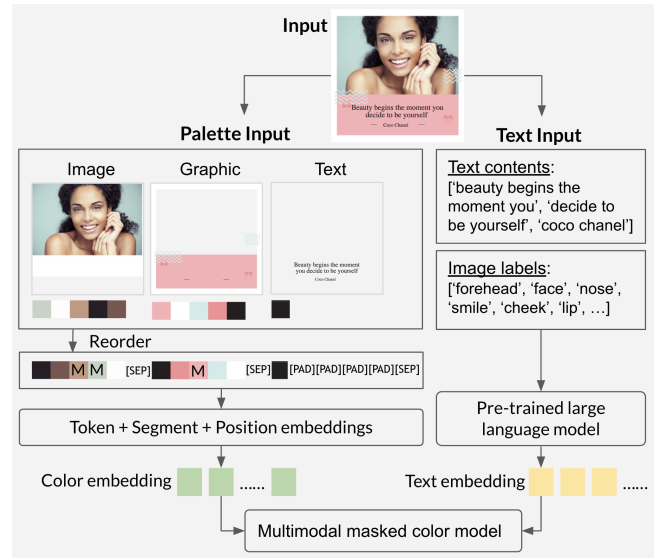 Input
❝ Beauty begins the moment you
decide to be yourself ❞
— Coco Chanel —
Palette Input
Text Input
Image
Graphic
Text
Beauty begins the moment
you decide to be yourself
Coco Chanel
Text contents:
[‘beauty begins the
moment you’, ‘decide to
be yourself’, ‘coco chanel’]
Image labels:
[‘forehead’, ‘face’, ‘nose’,
‘smile’, ‘cheek’, ‘lip’, …]
Reorder
M M [SEP] M [SEP] [PAD][PAD][PAD][PAD][SEP]
Token + Segment + Position embeddings
Pre-trained large
language model
Color embedding ......
Text embedding ......
Multimodal masked color model